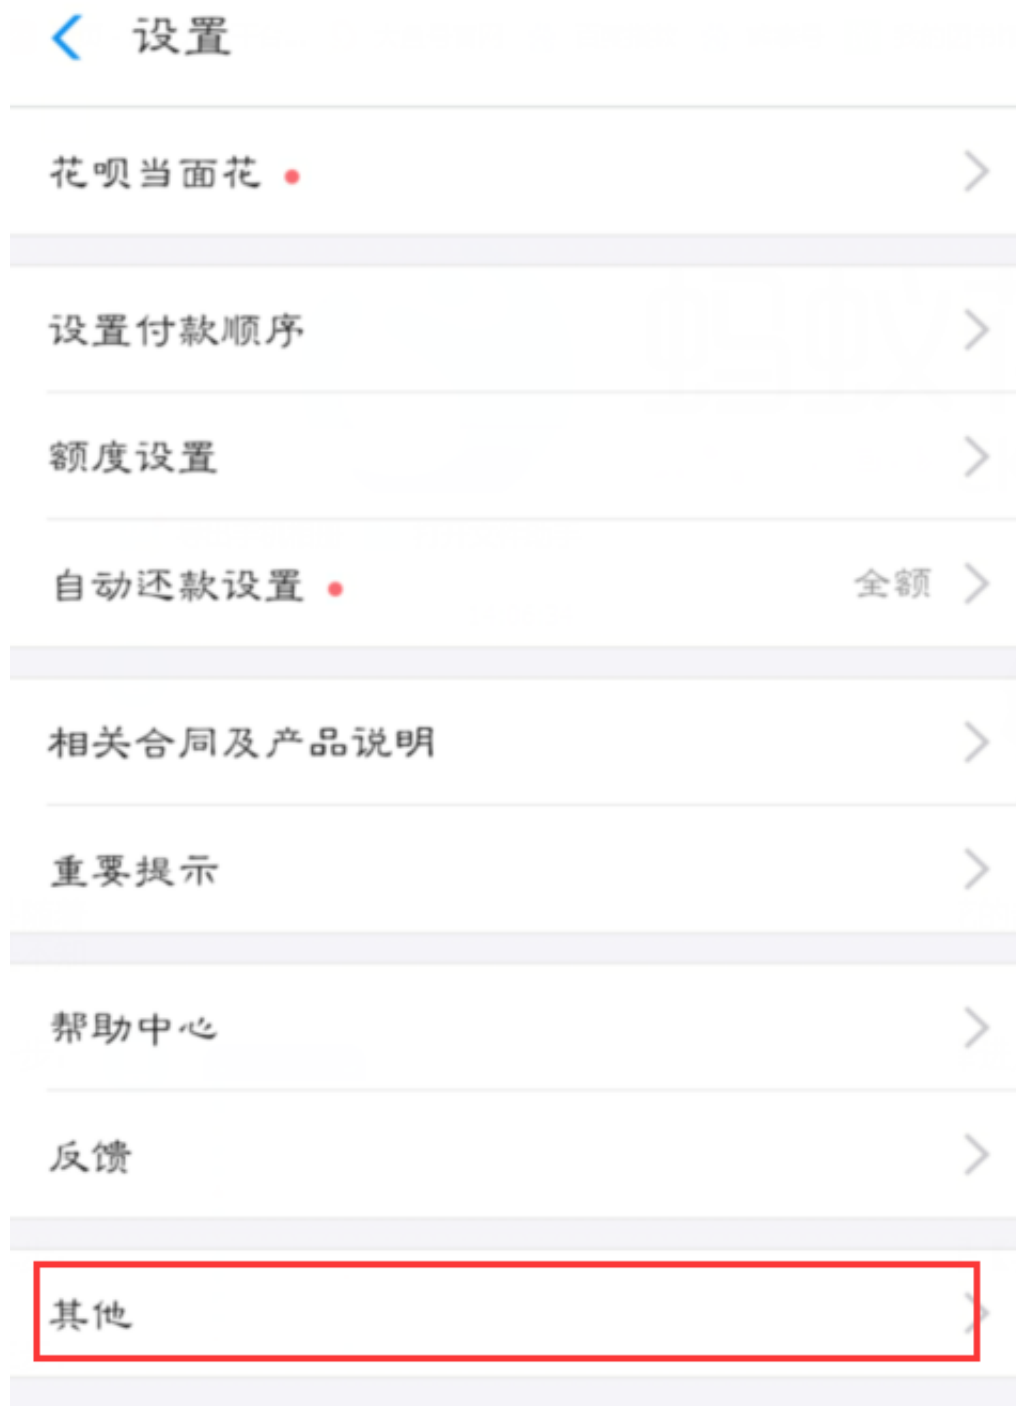 设置
花呗当面花
设置付款顺序
额度设置
自动还款设置 全额
相关合同及产品说明
重要提示
帮助中心
反馈
其他